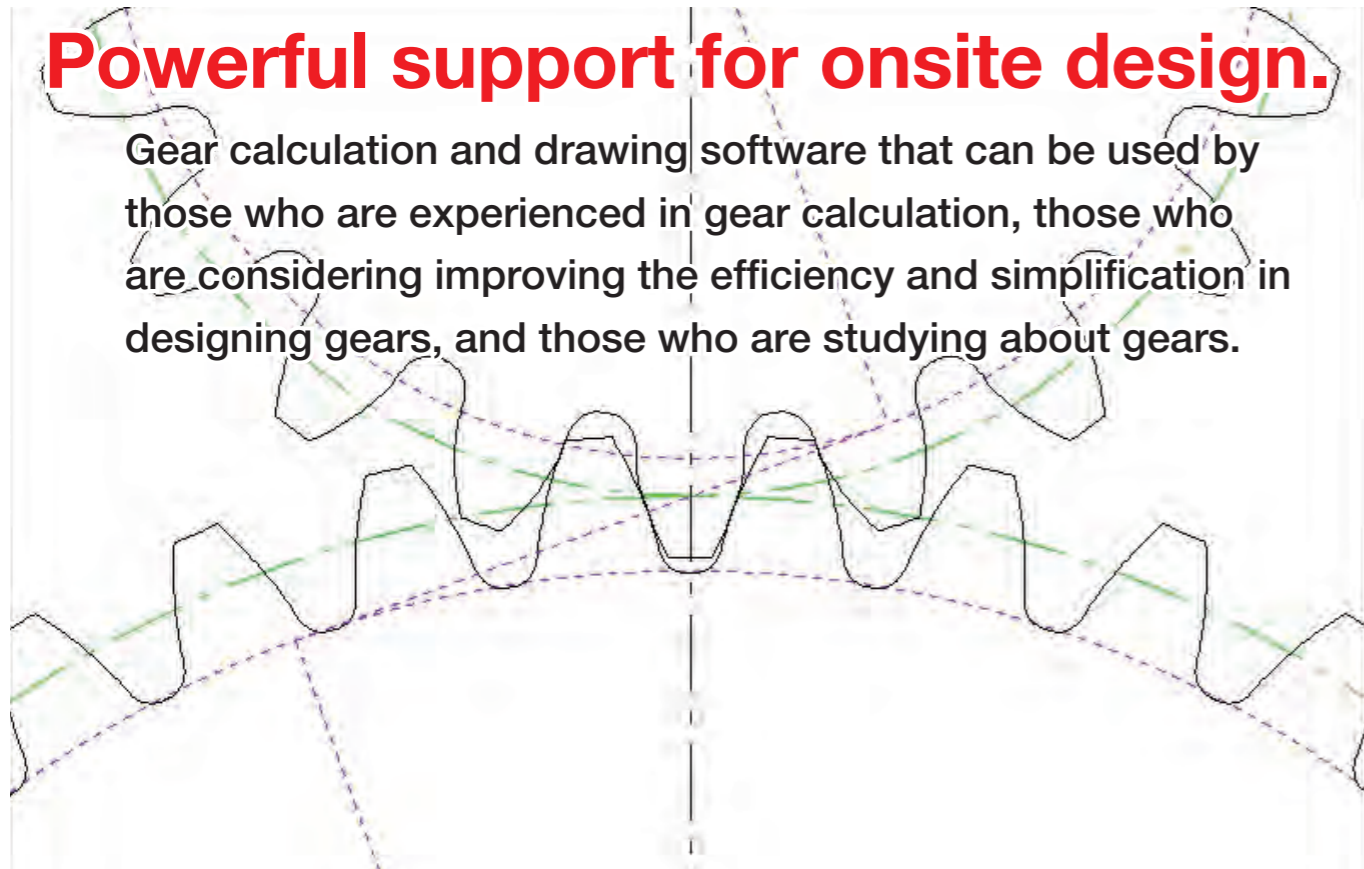 Powerful support for onsite design.
Gear calculation and drawing software that can be used by
those who are experienced in gear calculation, those who
are considering improving the efficiency and simplification in
designing gears, and those who are studying about gears.